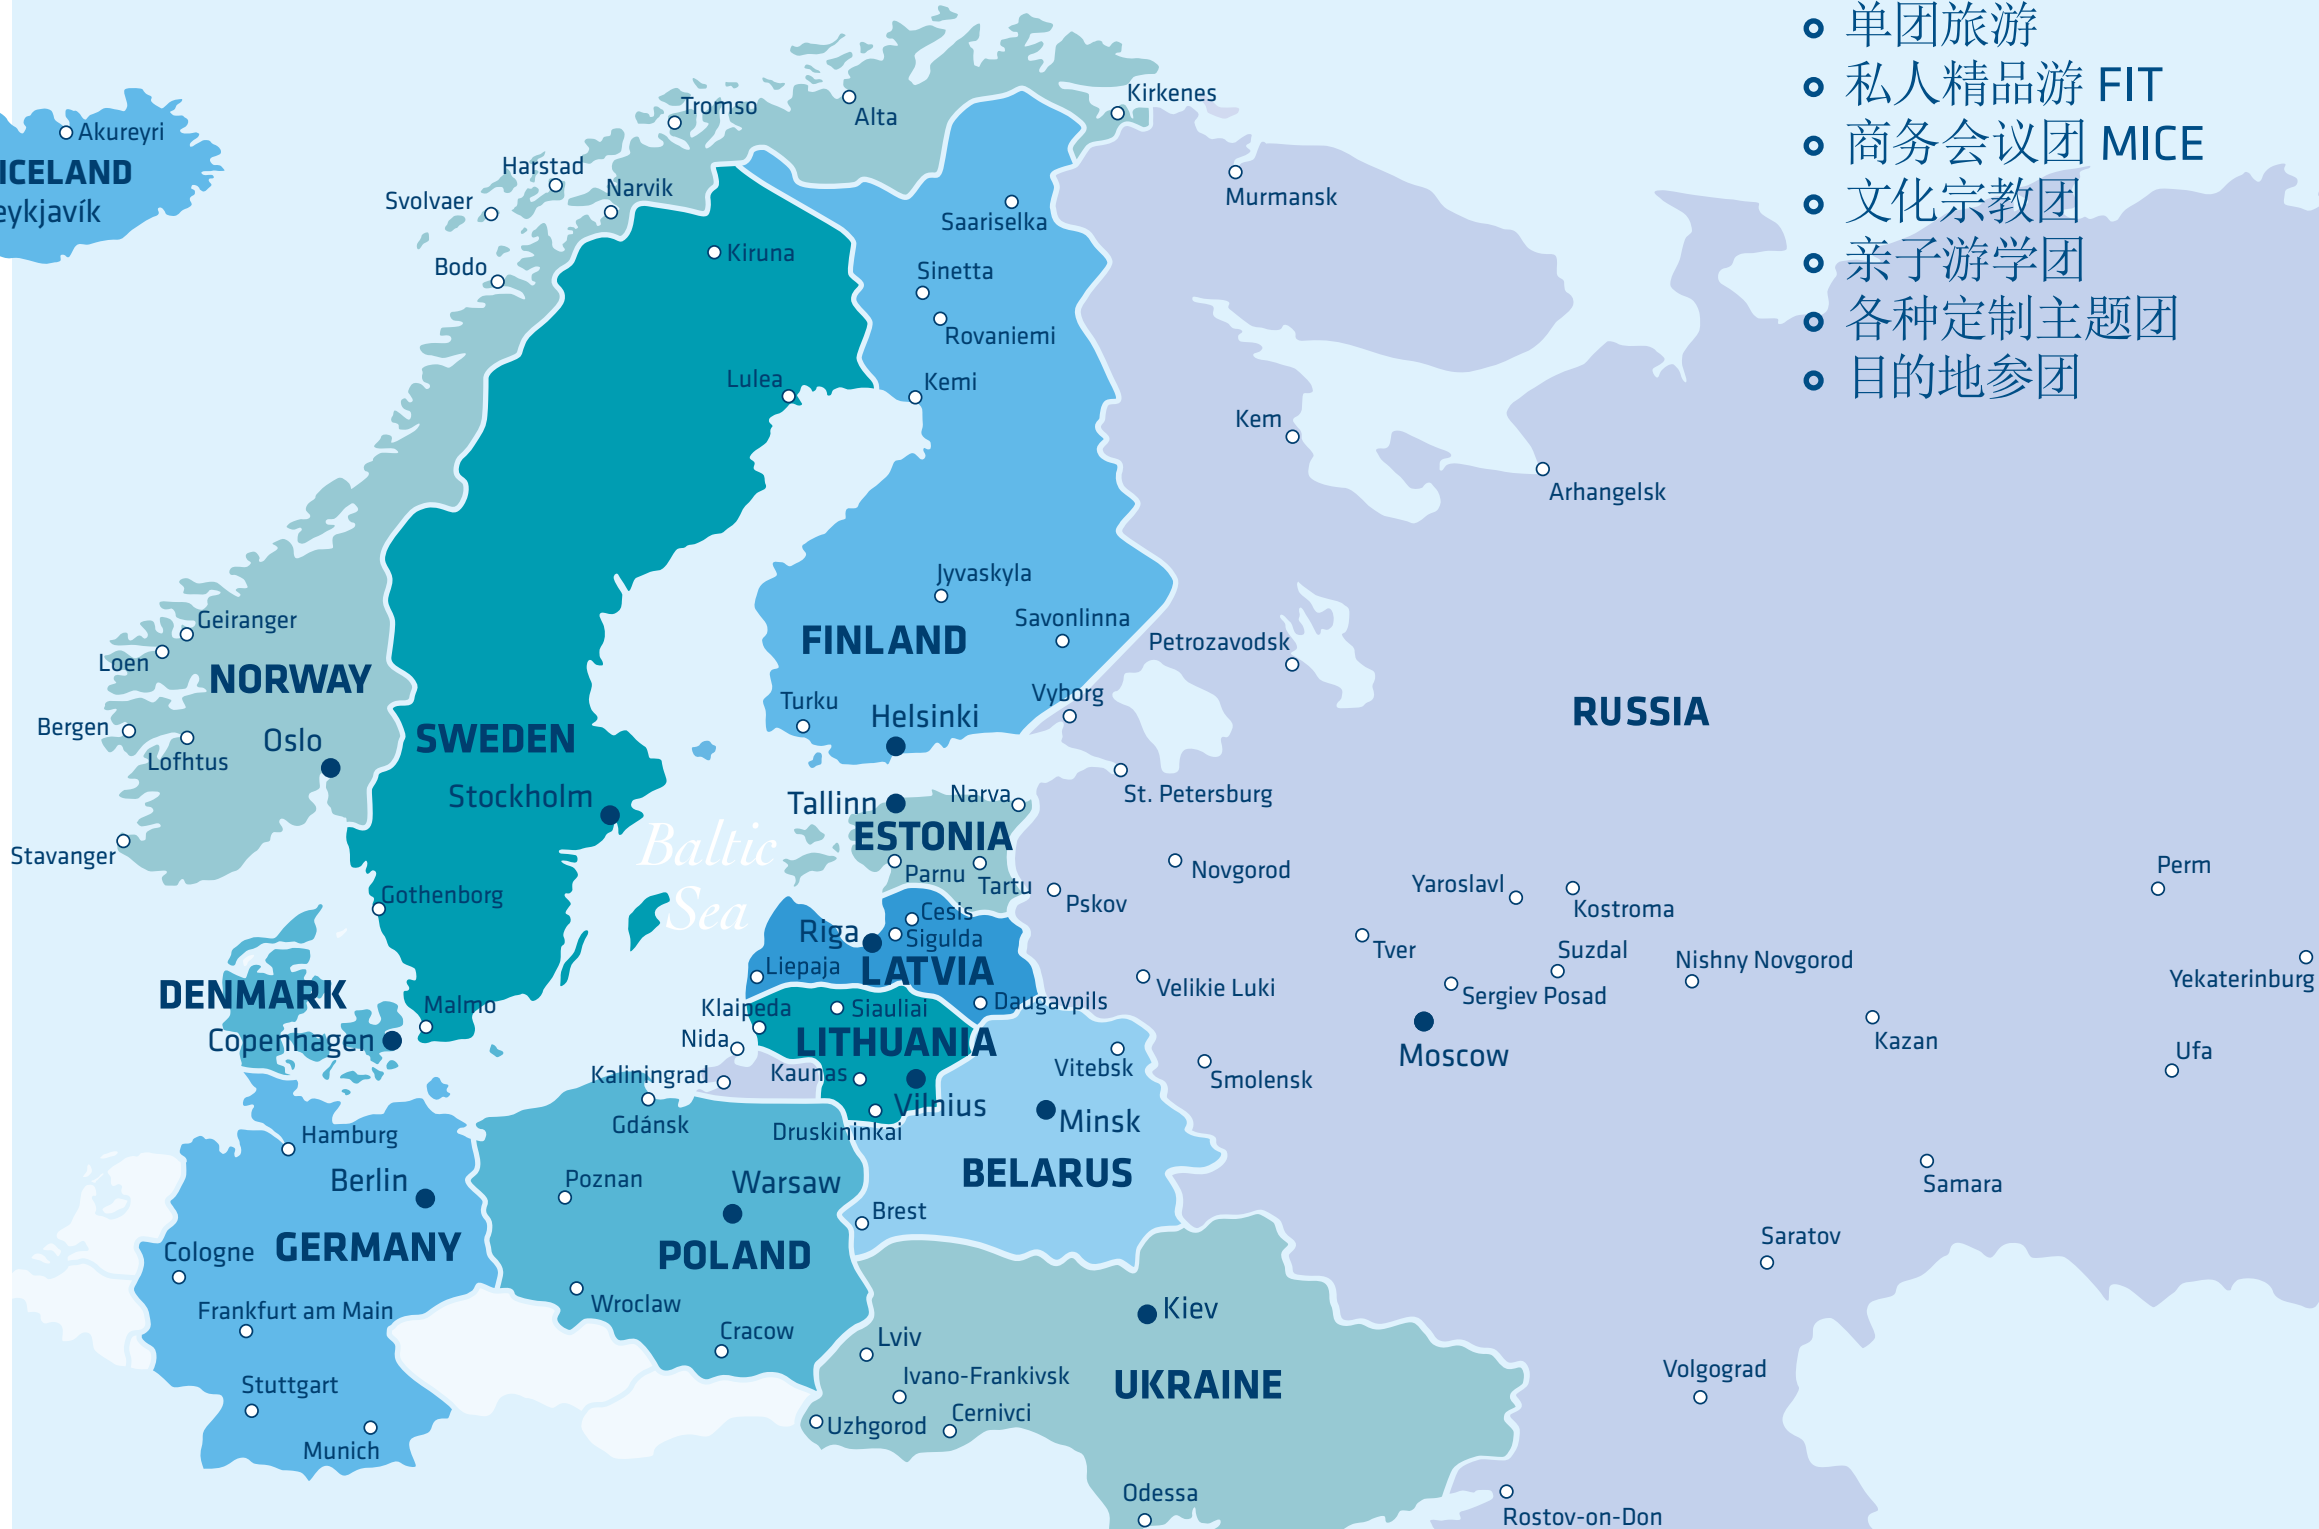 单团旅游
私人精品游 FIT
商务会议团 MICE
文化宗教团
亲子游学团
各种定制主题团
目的地参团
Kirkenes
Tromso
Alta
Akureyri
ICELAND
eykjavík
Harstad
Narvik
Svolvaer
Murmansk
Saariselka
Kiruna
Bodo
Sinetta
Rovaniemi
Lulea
Kemi
Kem
Arhangelsk
Jyvaskyla
Geiranger
Savonlinna
FINLAND
Petrozavodsk
Loen
NORWAY
Turku
Vyborg
Helsinki
RUSSIA
Bergen
Oslo
SWEDEN
Lofhtus
Stockholm
Tallinn
Narva
St. Petersburg
ESTONIA
Baltic
Sea
Stavanger
Parnu
Tartu
Novgorod
Pskov
Yaroslavl
Kostroma
Perm
Gothenborg
Cesis
Riga
Sigulda
Tver
Suzdal
Nishny Novgorod
Yekaterinburg
Liepaja
LATVIA
Velikie Luki
Sergiev Posad
DENMARK
Malmo
Klaipeda
Siauliai
Daugavpils
Copenhagen
Nida
LITHUANIA
Moscow
Kazan
Ufa
Kaliningrad
Kaunas
Vitebsk
Smolensk
Vilnius
Minsk
Gdánsk
Druskininkai
Hamburg
Berlin
Poznan
Warsaw
BELARUS
Samara
Brest
Cologne
GERMANY
POLAND
Saratov
Frankfurt am Main
Wroclaw
Kiev
Cracow
Lviv
Stuttgart
Ivano-Frankivsk
UKRAINE
Volgograd
Uzhgorod
Cernivci
Munich
Odessa
Rostov-on-Don